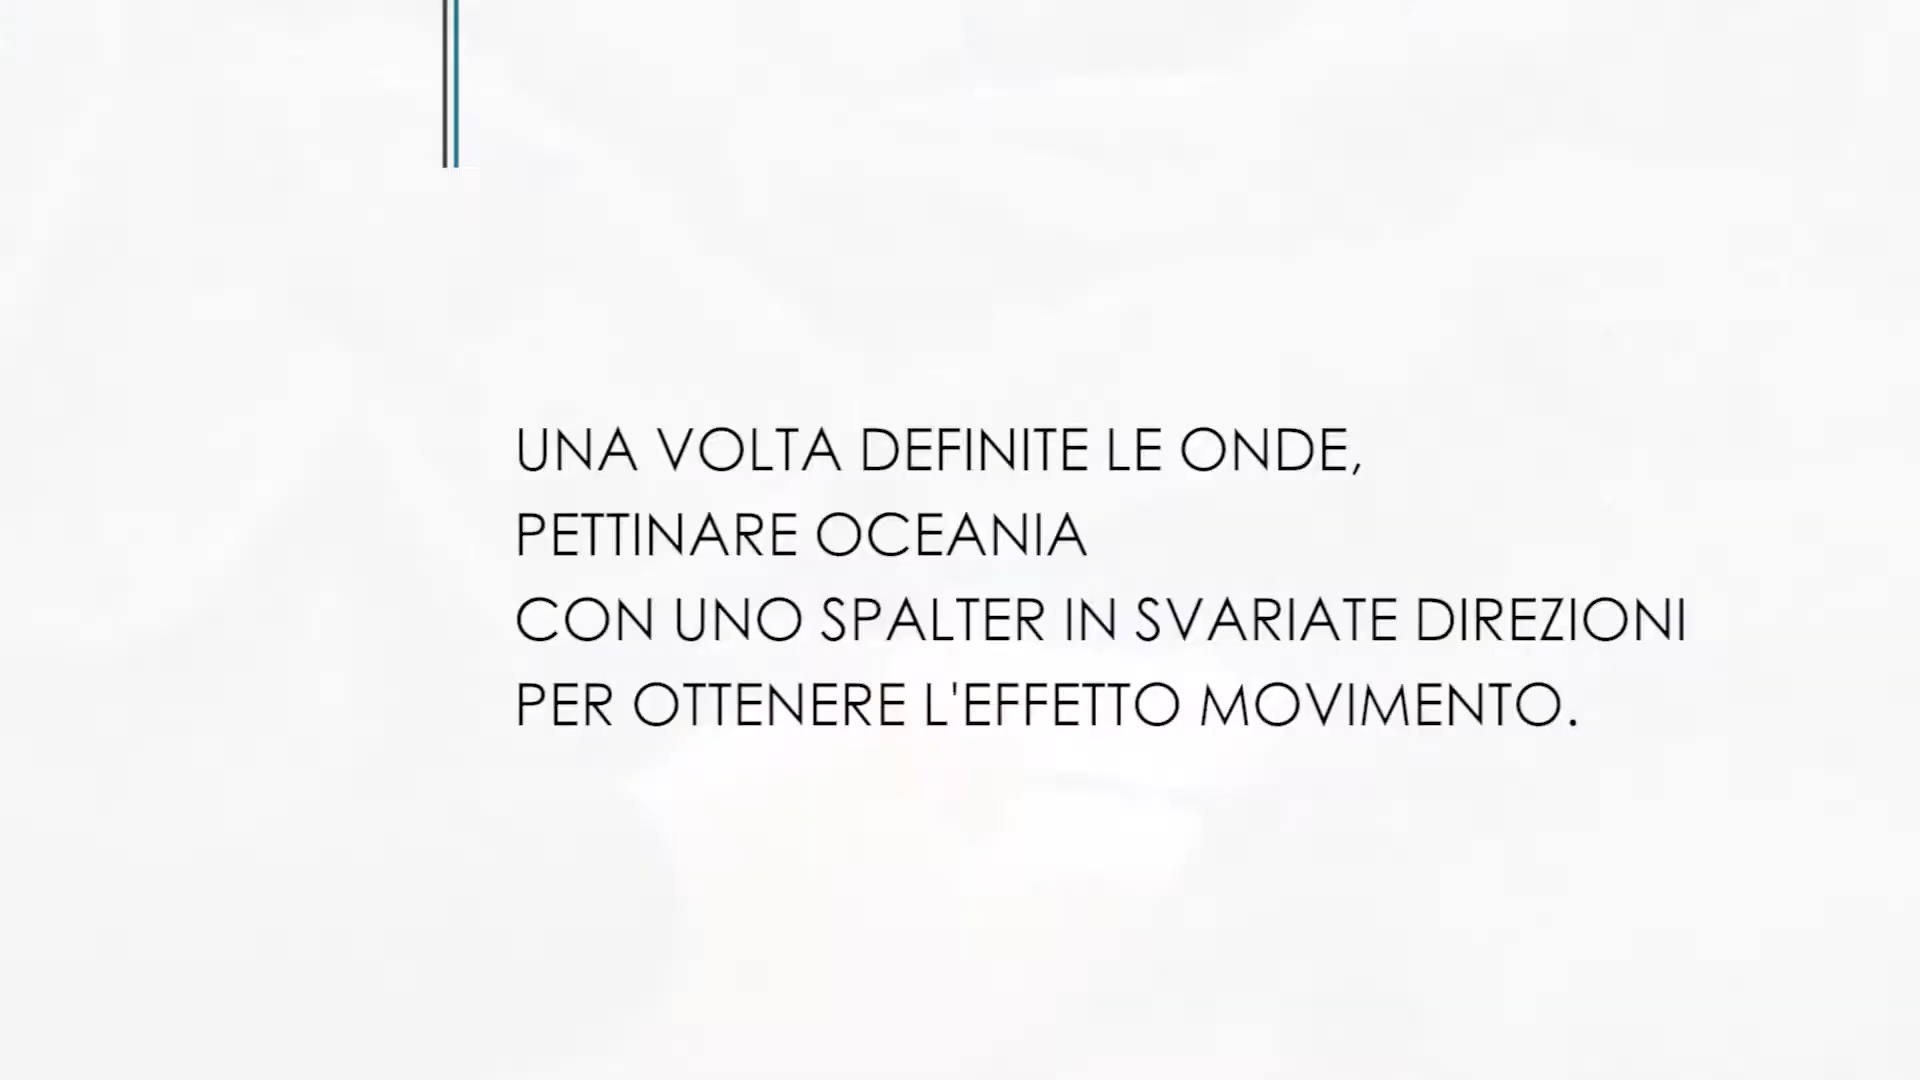 UNA VOLTA DEFINITE LE ONDE,
PETTINARE OCEANIA
CON UNO SPALTER IN SVARIATE DIREZIONI
PER OTTENERE L'EFFETTO MOVIMENTO.